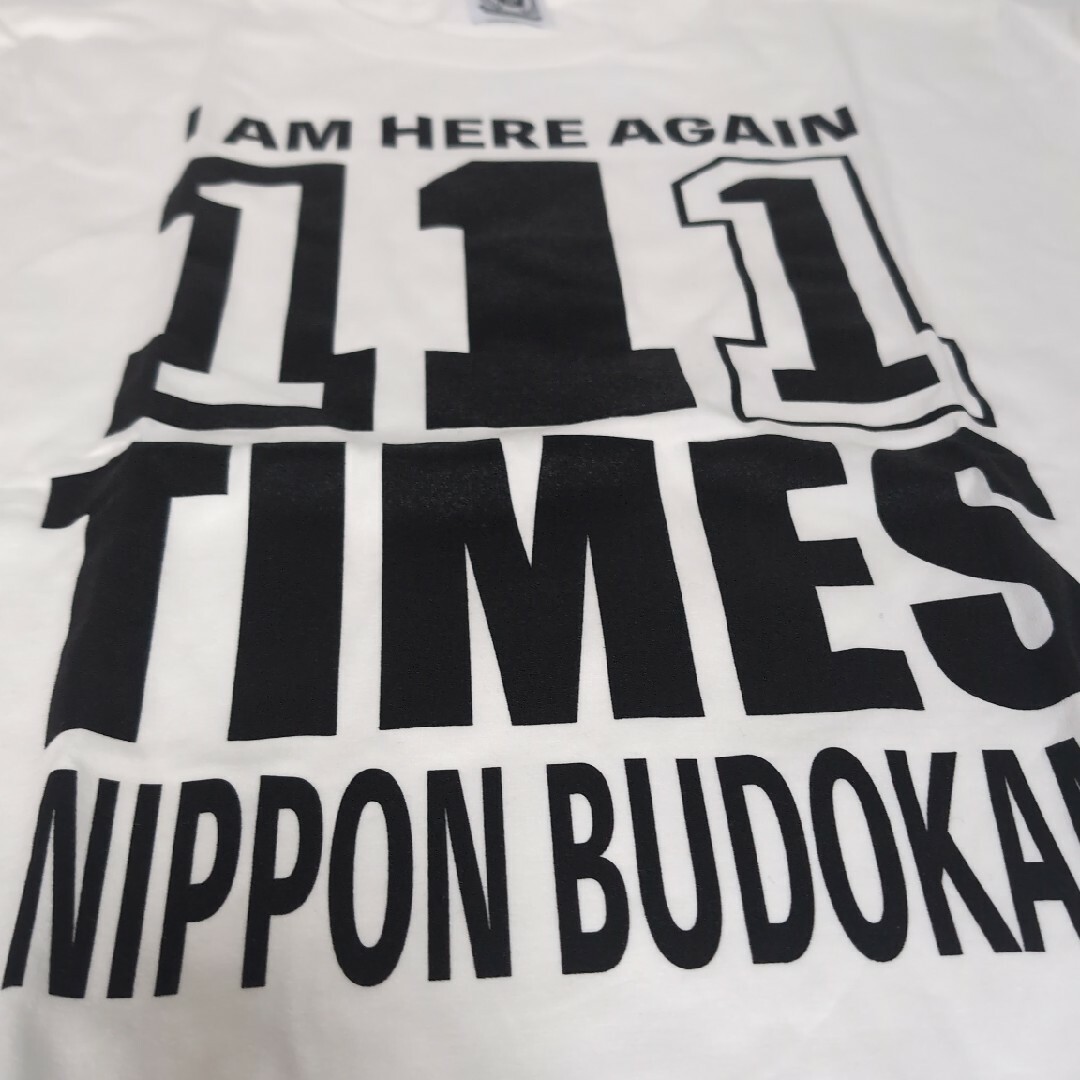 I AM HERE AGAIN
111
TIMES
NIPPON BUDOKAN